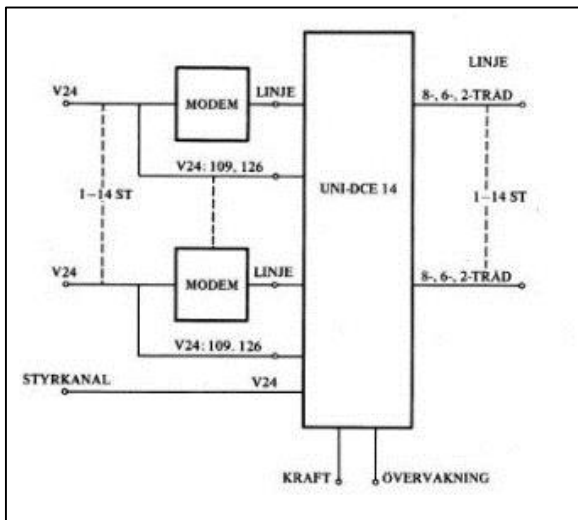 LINJE
V24
MODEM
LINJE
8-, 6-, 2-TRÅD
V24: 109, 126
UNI-DCE 14
1–14 ST
1–14 ST
V24
MODEM
LINJE
8-, 6-, 2-TRÅD
V24: 109. 126
STYRKANAL
V24
KRAFT
ÖVERVAKNING